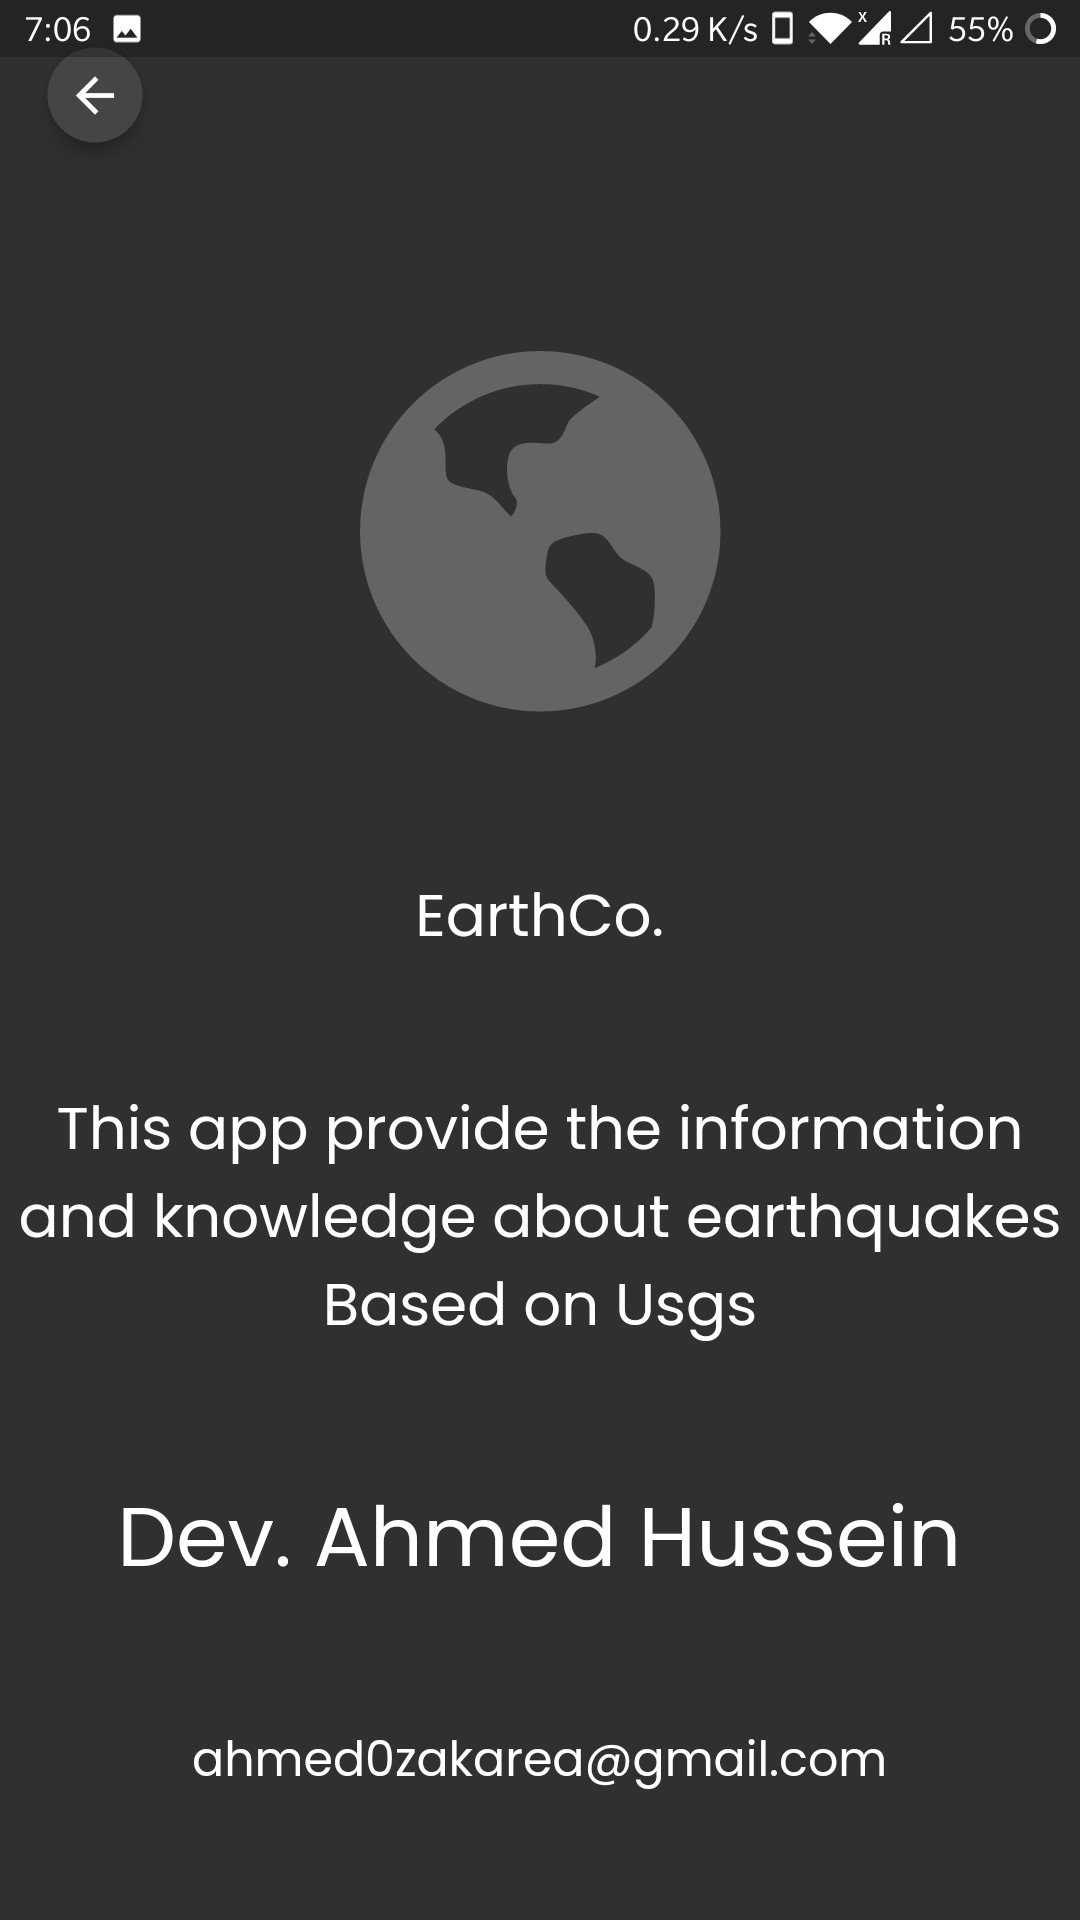 7:06 0.29 K/s X R 55%
EarthCo.
This app provide the information
and knowledge about earthquakes
Based on Usgs
Dev. Ahmed Hussein
ahmed0zakarea@gmail.com